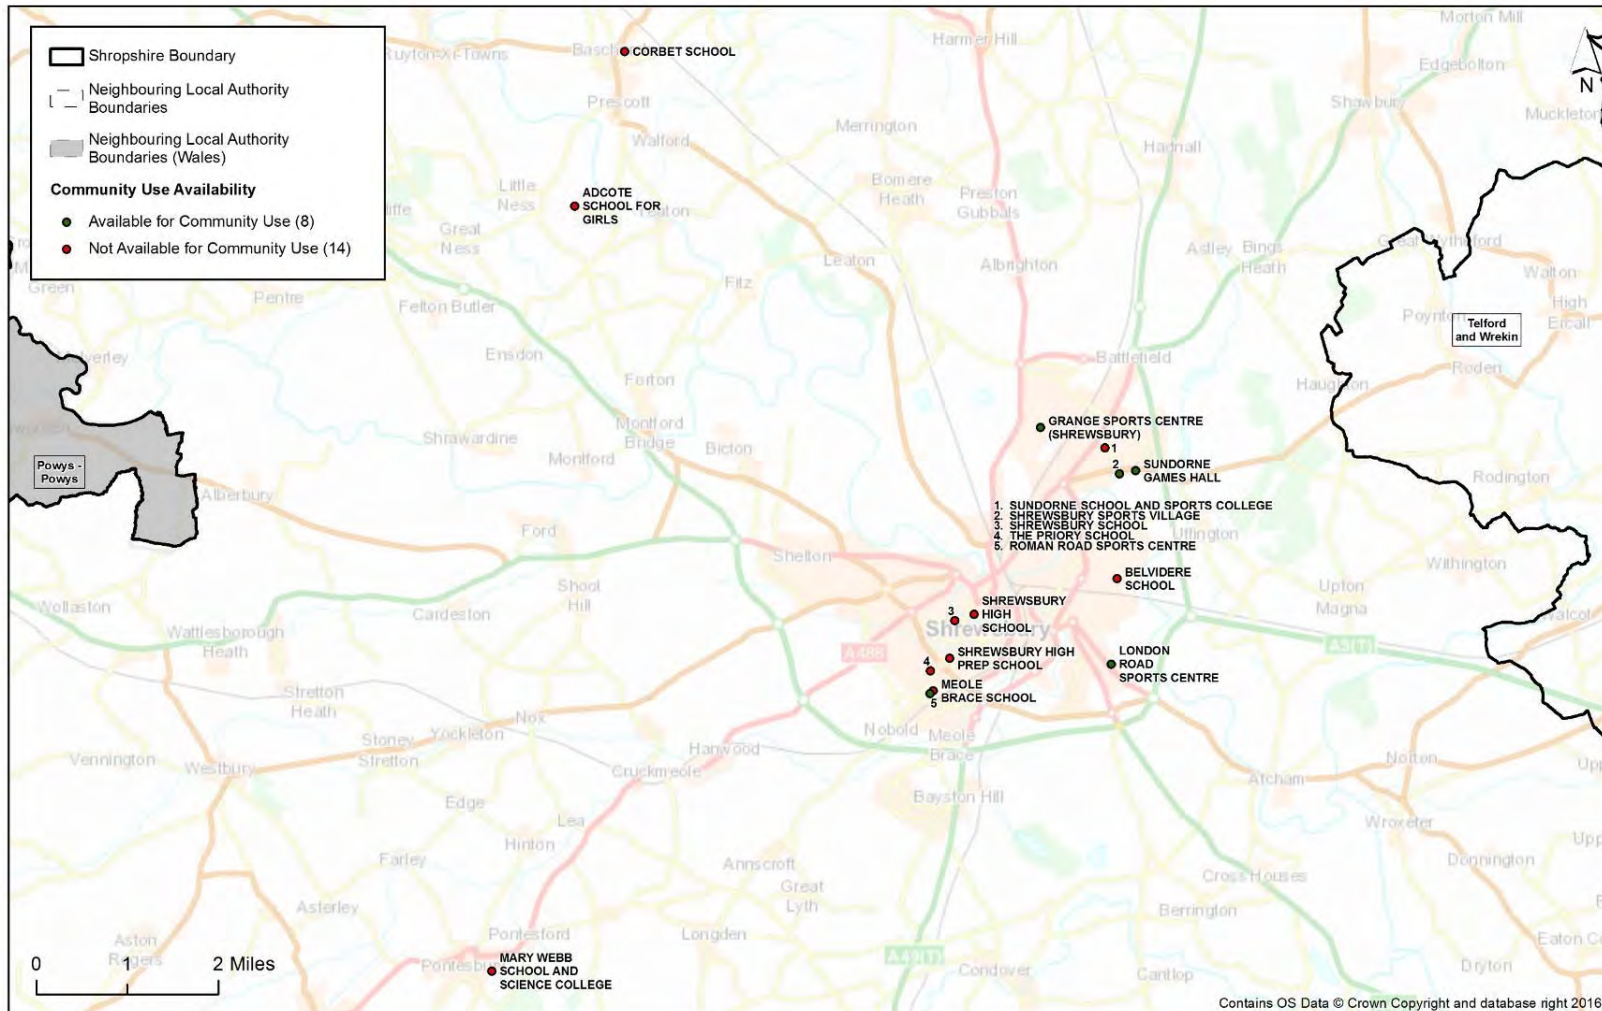 Shropshire Boundary
Neighbouring Local Authority
Boundaries
Neighbouring Local Authority
Boundaries (Wales)
Community Use Availability
Available for Community Use (8)
Not Available for Community Use (14)
Ruyton-XI-Towns
CORBET SCHOOL
Harmer Hill
Morton Mill
Edgebolton
N
Prescott
Shawbury
Muckleton
Walford
Merrington
Hadnall
Little
Ness
ADCOTE
SCHOOL FOR
GIRLS
Bomere
Heath
Preston
Gubbals
Great
Ness
Astley
Bings
Heath
Leaton
Albrighton
Walton
Green
Pentre
Fitz
High
Ercall
Felton Butler
Telford
and Wrekin
Ensdon
Battlefield
Roden
Forton
Haughton
Montford
Bridge
GRANGE SPORTS CENTRE
(SHREWSBURY)
Shrawardine
Bicton
1
Montford
2
SUNDORNE
GAMES HALL
Powys -
Powys
Rodington
Alberbury
1. SUNDORNE SCHOOL AND SPORTS COLLEGE
2. SHREWSBURY SPORTS VILLAGE
3. SHREWSBURY SCHOOL
4. THE PRIORY SCHOOL
5. ROMAN ROAD SPORTS CENTRE
Ford
Uffington
Shelton
Withington
BELVIDERE
SCHOOL
Shoot
Hill
Upton
Magna
Wollaston
Cardeston
3
SHREWSBURY
HIGH
SCHOOL
Wattlesborough
Heath
Shrewsbury
A5(T)
A488
SHREWSBURY HIGH
PREP SCHOOL
LONDON
ROAD
SPORTS CENTRE
4
MEOLE
BRACE SCHOOL
5
Stretton
Heath
Nox
Nobold
Meole
Brace
Yockleton
Stoney
Stretton
Hanwood
Vennington
Westbury
Cruckmeole
Norton
Atcham
Bayston Hill
Edge
Lea
Wroxeter
Hinton
Farley
Annscroft
Donnington
Great
Lyth
Cross Houses
Asterley
Berrington
Pontesford
Longden
Aston
Rogers
A49(T)
0 1 2 Miles
MARY WEBB
SCHOOL AND
SCIENCE COLLEGE
Condover
Cantlop
Dryton
Contains OS Data © Crown Copyright and database right 2016